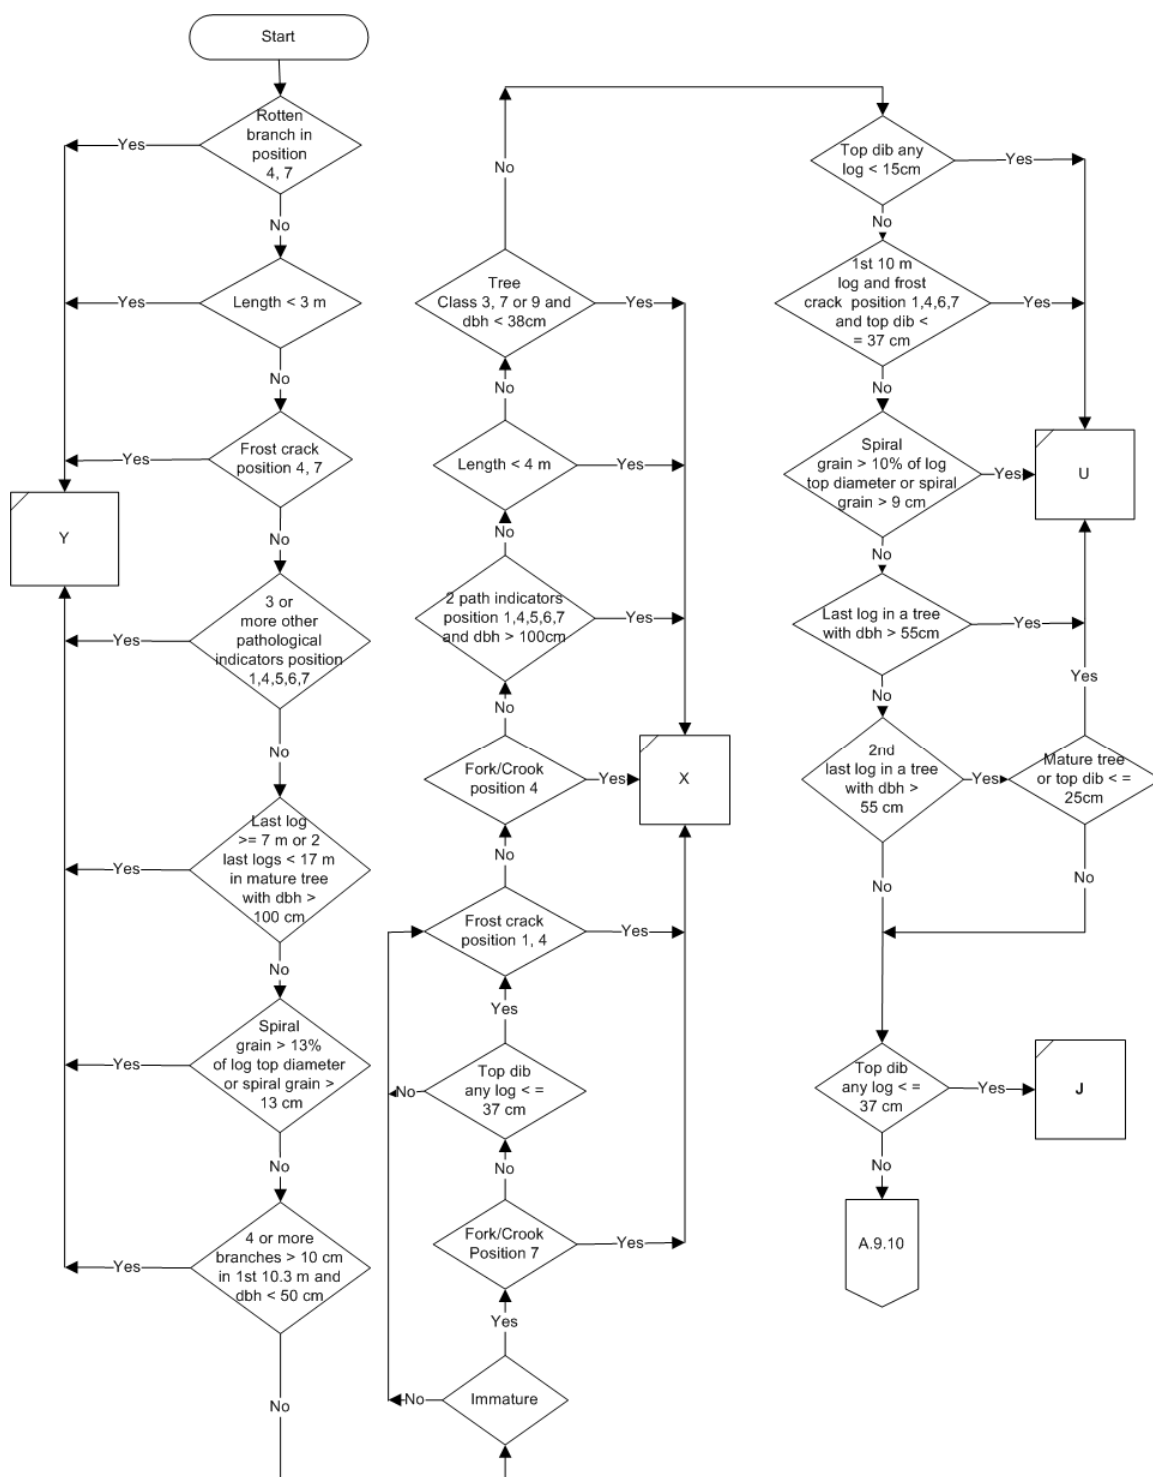 Start
Rotten
branch in
position
4, 7
Yes
No
Length < 3 m
Yes
No
Frost crack
position 4, 7
Yes
No
Y
3 or
more other
pathological
indicators position
1,4,5,6,7
Yes
No
Last log
>= 7 m or 2
last logs < 17 m
in mature tree
with dbh >
100 cm
Yes
No
Spiral
grain > 13%
of log top diameter
or spiral grain >
13 cm
Yes
No
4 or more
branches > 10 cm
in 1st 10.3 m and
dbh < 50 cm
Yes
No
Immature
No
Yes
Fork/Crook
Position 7
Yes
No
Top dib
any log < =
37 cm
No
Yes
Frost crack
position 1, 4
Yes
No
Fork/Crook
position 4
Yes
No
X
2 path indicators
position 1,4,5,6,7
and dbh > 100cm
Yes
No
Length < 4 m
Yes
No
Tree
Class 3, 7 or 9 and
dbh < 38cm
Yes
No
Top dib any
log < 15cm
Yes
No
1st 10 m
log and frost
crack position 1,4,6,7
and top dib <
= 37 cm
Yes
No
Spiral
grain > 10% of log
top diameter or spiral
grain > 9 cm
Yes
No
U
Last log in a tree
with dbh > 55cm
Yes
No
2nd
last log in a tree
with dbh >
55 cm
Yes
No
Mature tree
or top dib < =
25cm
Yes
No
Top dib
any log < =
37 cm
Yes
No
J
A.9.10